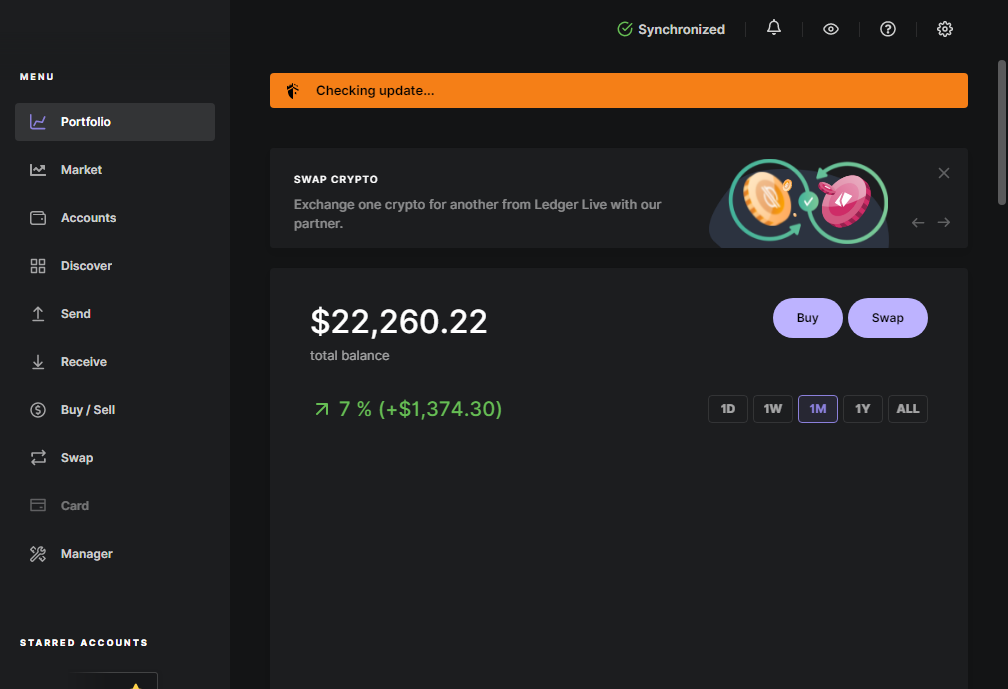 Synchronized
MENU
Checking update...
Portfolio
Market
SWAP CRYPTO
Exchange one crypto for another from Ledger Live with our
partner.
Accounts
Discover
Send
Receive
Buy / Sell
Swap
Card
Manager
$22,260.22
total balance
Buy
Swap
7 % (+$1,374.30)
1D
1W
1M
1Y
ALL
STARRED ACCOUNTS